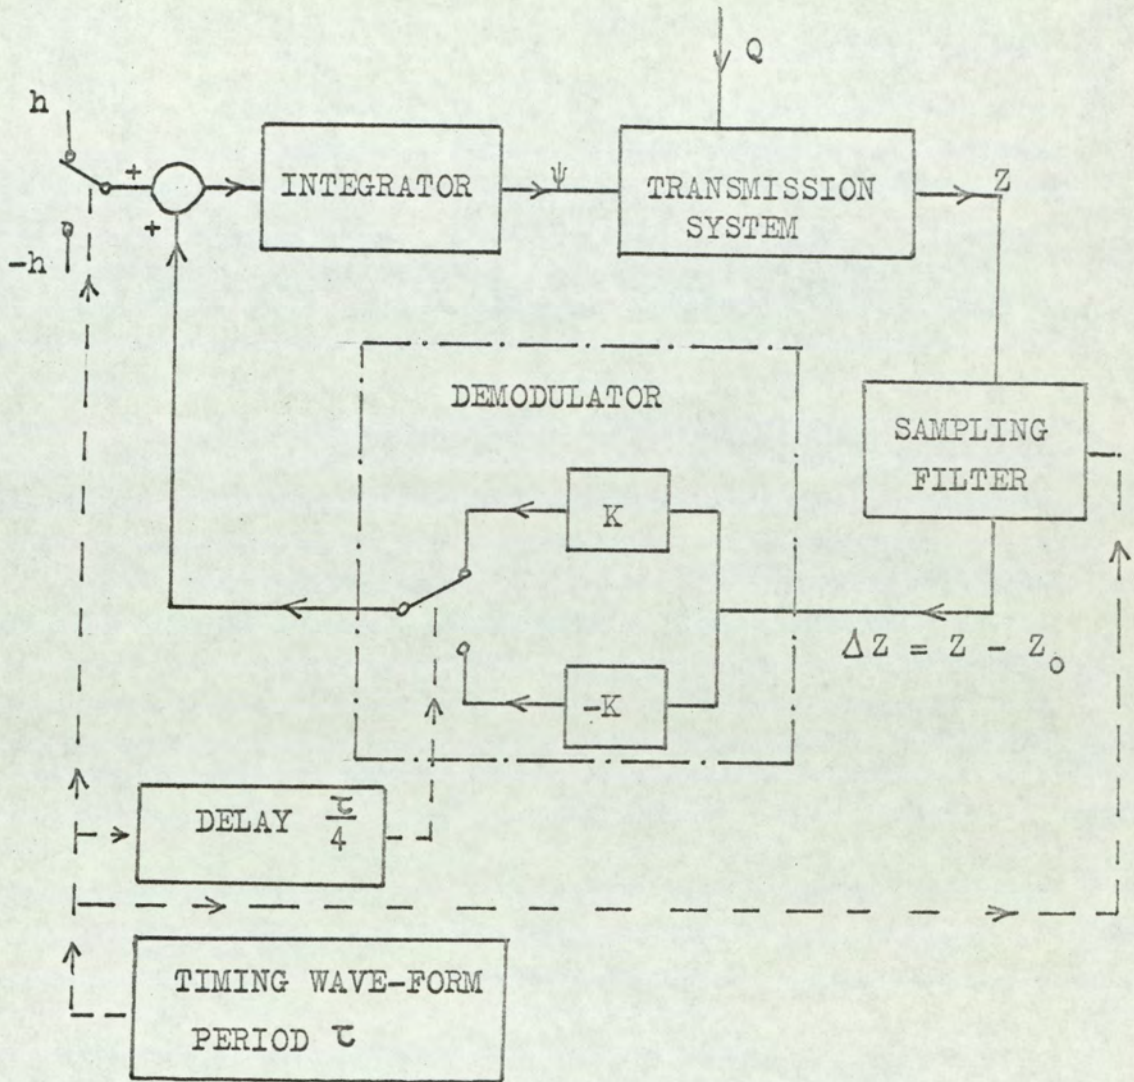 Q
h
+
INTEGRATOR
ψ
TRANSMISSION
SYSTEM
Z
+
-h
DEMODULATOR
SAMPLING
FILTER
K
ΔZ = Z - Z₀
-K
DELAY τ/4
TIMING WAVE-FORM
PERIOD τ